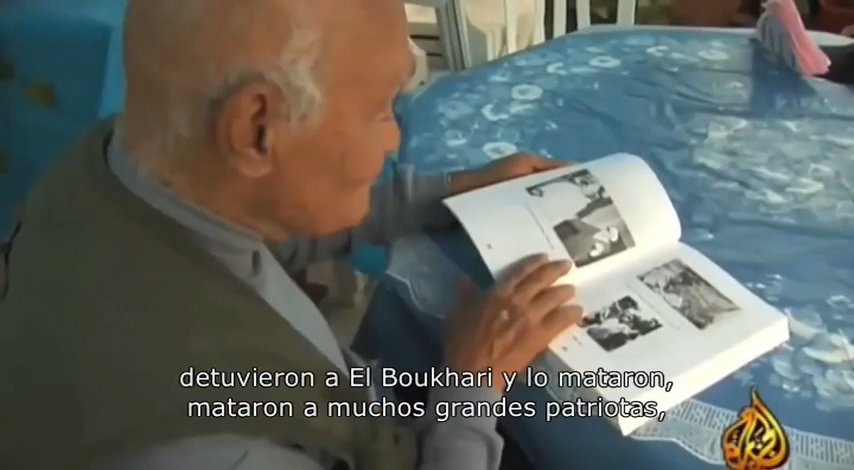 detuvieron a El Boukhari y lo mataron,
mataron a muchos grandes patriotas,